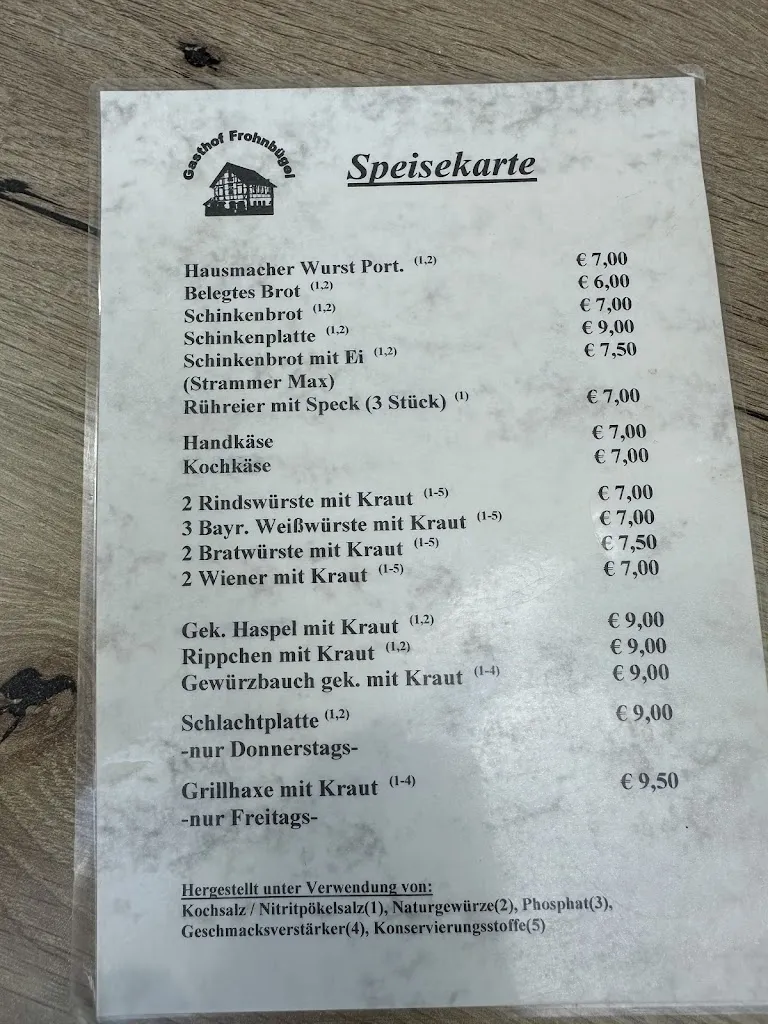 Gasthof Frohnbügel
Speisekarte
Hausmacher Wurst Port. (1,2) € 7,00
Belegtes Brot (1,2) € 6,00
Schinkenbrot (1,2) € 7,00
Schinkenplatte (1,2) € 9,00
Schinkenbrot mit Ei (1,2) € 7,50
(Strammer Max)
Rühreier mit Speck (3 Stück) (1) € 7,00
Handkäse € 7,00
Kochkäse € 7,00
2 Rindswürste mit Kraut (1-5) € 7,00
3 Bayr. Weißwürste mit Kraut (1-5) € 7,00
2 Bratwürste mit Kraut (1-5) € 7,50
2 Wiener mit Kraut (1-5) € 7,00
Gek. Haspel mit Kraut (1,2) € 9,00
Rippchen mit Kraut (1,2) € 9,00
Gewürzbauch gek. mit Kraut (1-4) € 9,00
Schlachtplatte (1,2) € 9,00
-nur Donnerstags-
Grillhaxe mit Kraut (1-4) € 9,50
-nur Freitags-
Hergestellt unter Verwendung von:
Kochsalz / Nitritpökelsalz(1), Naturgewürze(2), Phosphat(3),
Geschmacksverstärker(4), Konservierungsstoffe(5)